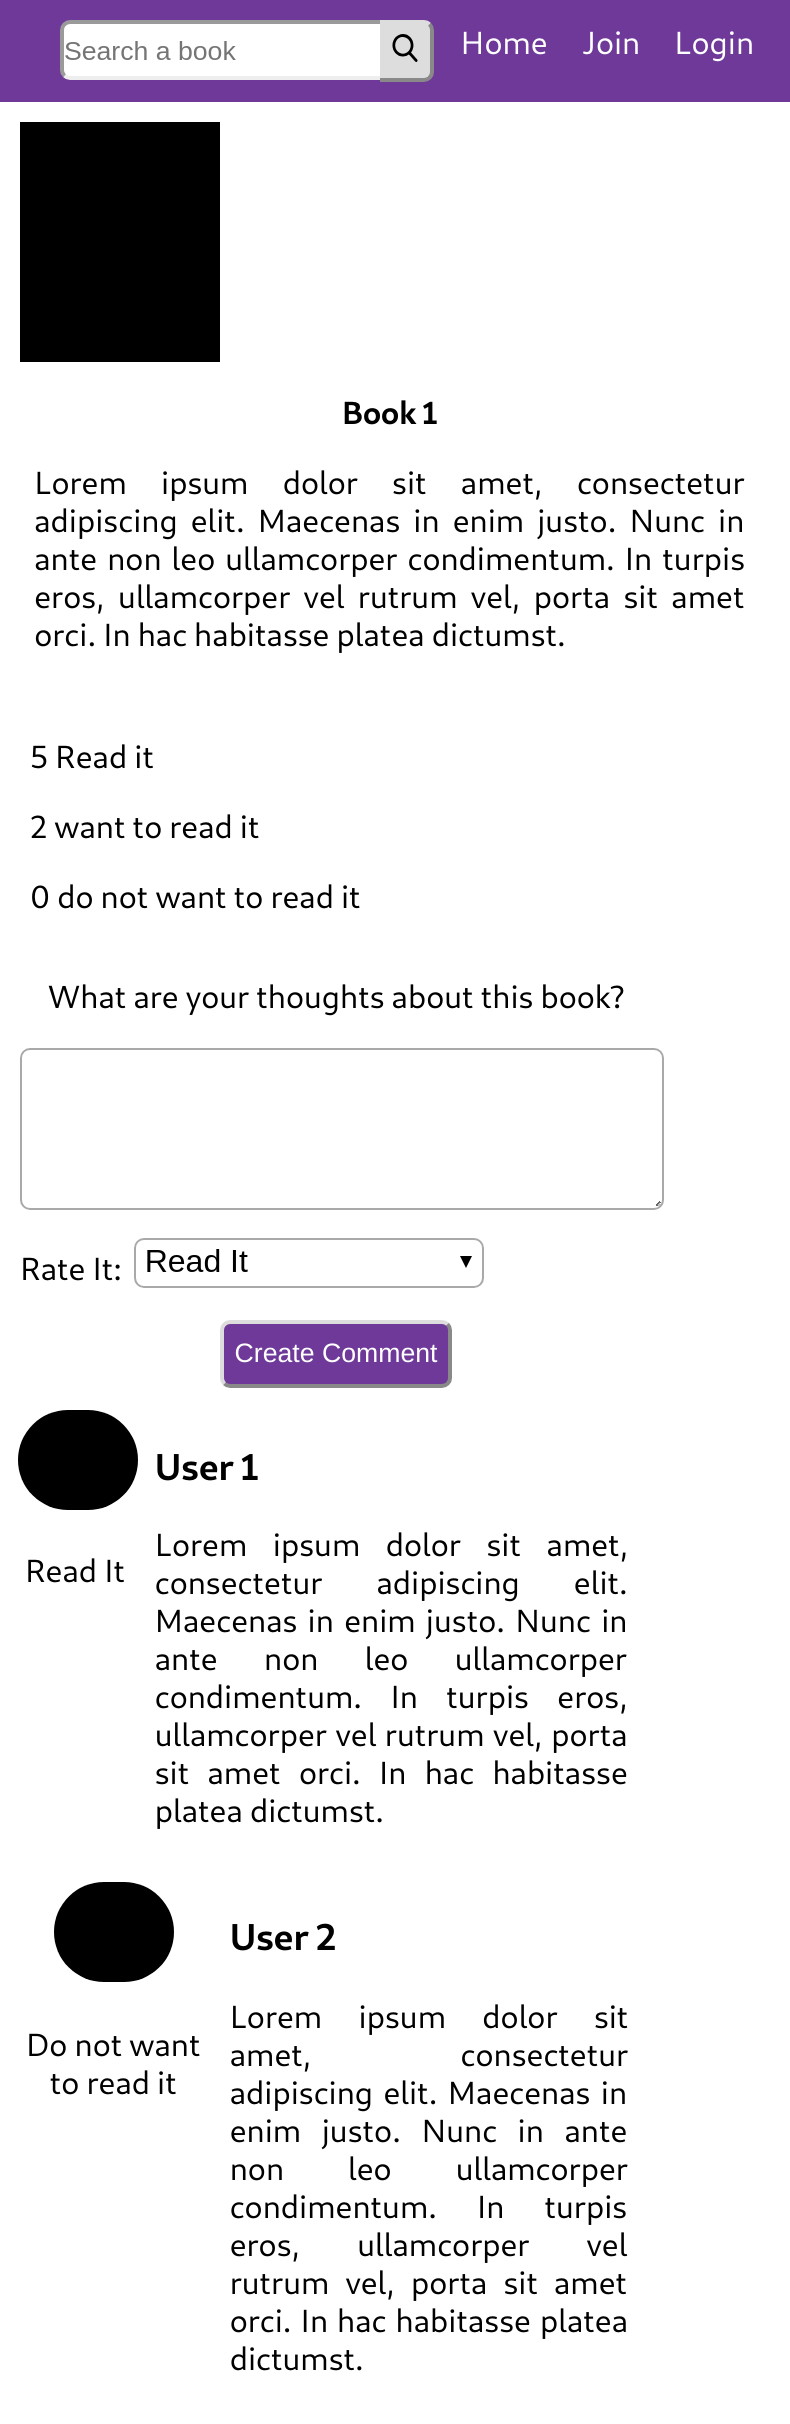 Search a book
Home Join Login
Book 1
Lorem ipsum dolor sit amet, consectetur
adipiscing elit. Maecenas in enim justo. Nunc in
ante non leo ullamcorper condimentum. In turpis
eros, ullamcorper vel rutrum vel, porta sit amet
orci. In hac habitasse platea dictumst.
5 Read it
2 want to read it
0 do not want to read it
What are your thoughts about this book?
Rate It: Read It
Create Comment
User 1
Read It
Lorem ipsum dolor sit amet,
consectetur adipiscing elit.
Maecenas in enim justo. Nunc in
ante non leo ullamcorper
condimentum. In turpis eros,
ullamcorper vel rutrum vel, porta
sit amet orci. In hac habitasse
platea dictumst.
User 2
Do not want
to read it
Lorem ipsum dolor sit
amet, consectetur
adipiscing elit. Maecenas in
enim justo. Nunc in ante
non leo ullamcorper
condimentum. In turpis
eros, ullamcorper vel
rutrum vel, porta sit amet
orci. In hac habitasse platea
dictumst.